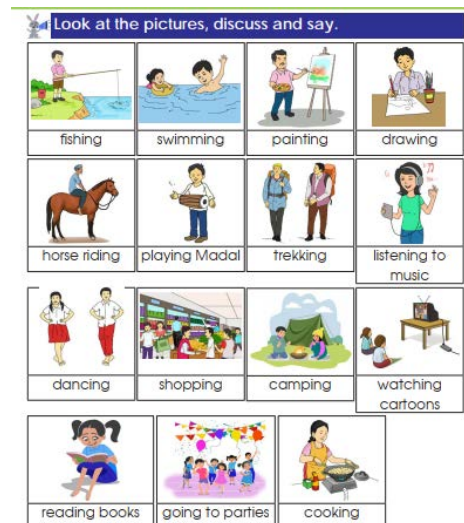 Look at the pictures, discuss and say.
fishing
swimming
painting
drawing
horse riding
playing Madal
trekking
listening to
music
dancing
shopping
camping
watching
cartoons
reading books
going to parties
cooking